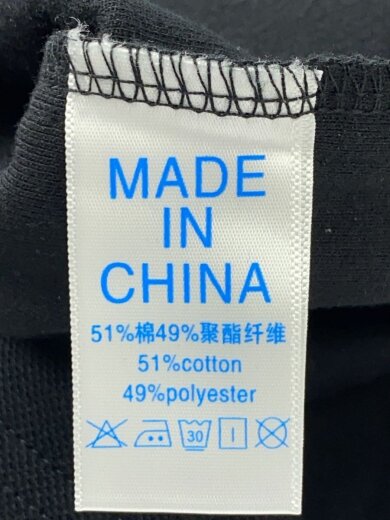 MADE
IN
CHINA
51%棉49%聚酯纤维
51%cotton
49%polyester
30